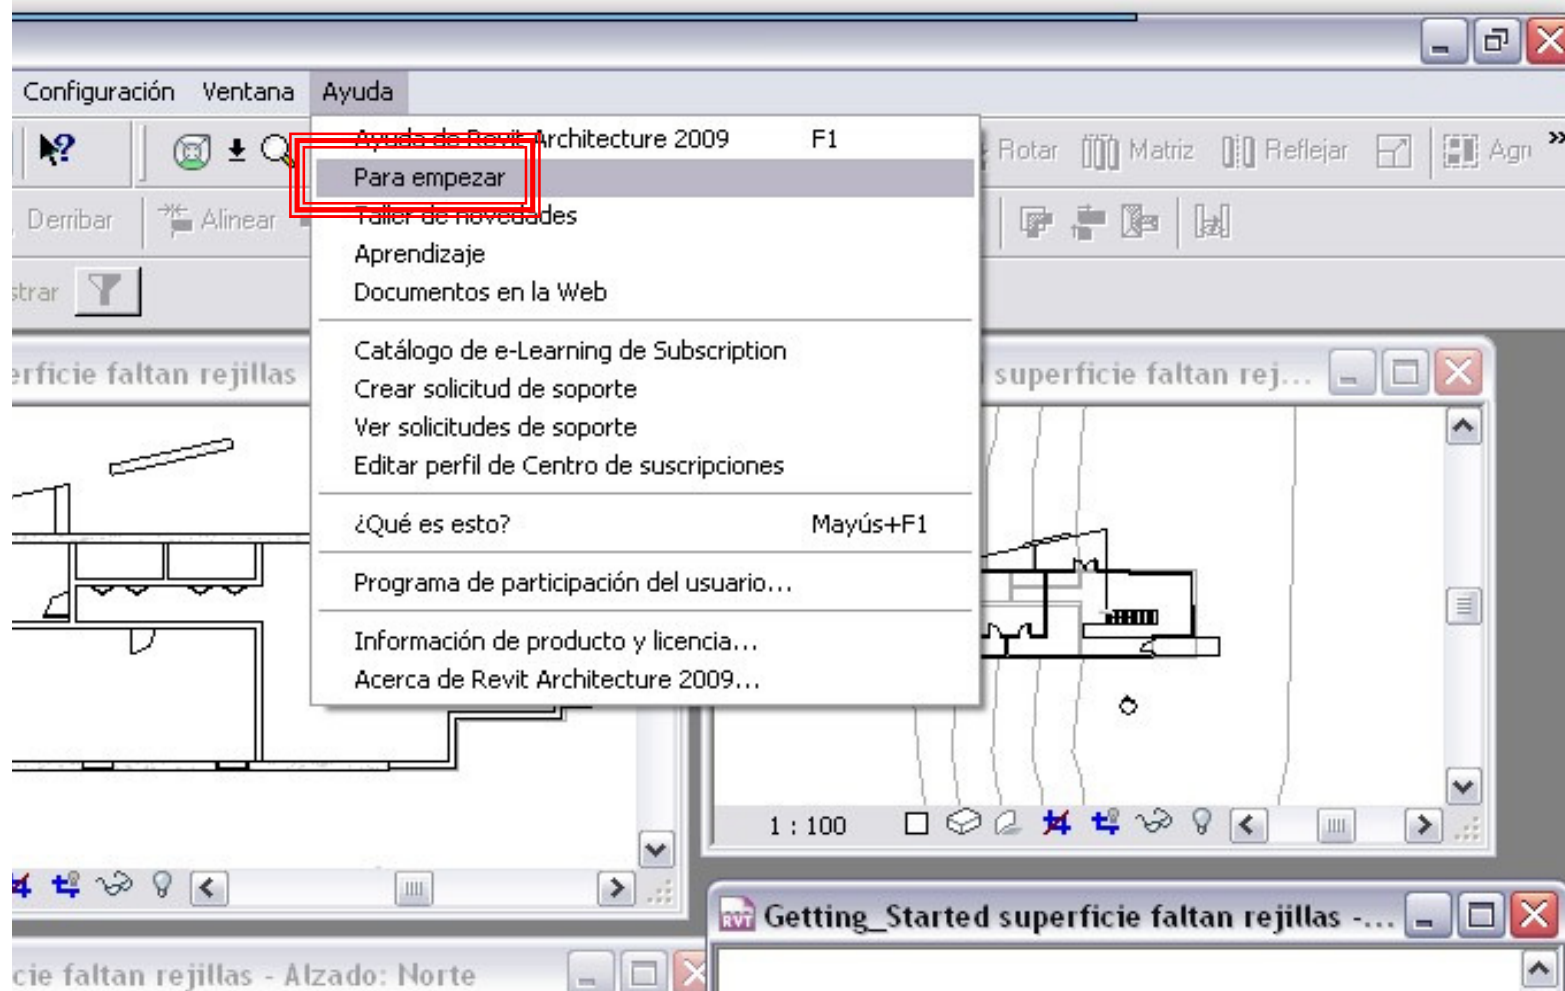 Configuración Ventana Ayuda
Ayuda de Revit Architecture 2009 F1
Para empezar
Taller de novedades
Aprendizaje
Documentos en la Web
Catálogo de e-Learning de Subscription
Crear solicitud de soporte
Ver solicitudes de soporte
Editar perfil de Centro de suscripciones
¿Qué es esto? Mayús+F1
Programa de participación del usuario...
Información de producto y licencia...
Acerca de Revit Architecture 2009...
Rotar Matriz Reflejar Agru »
Derribar Alinear
strar
erficie faltan rejillas
superficie faltan rej...
1 : 100
RVT Getting_Started superficie faltan rejillas -...
cie faltan rejillas - Alzado: Norte